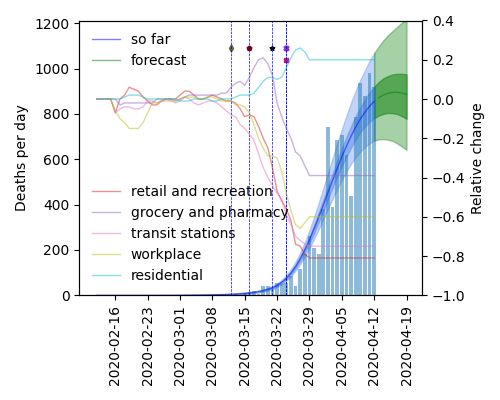 1200
1000
800
600
400
200
0
Deaths per day
so far
forecast
retail and recreation
grocery and pharmacy
transit stations
workplace
residential
0.4
0.2
0.0
−0.2
−0.4
−0.6
−0.8
−1.0
Relative change
2020-02-16
2020-02-23
2020-03-01
2020-03-08
2020-03-15
2020-03-22
2020-03-29
2020-04-05
2020-04-12
2020-04-19